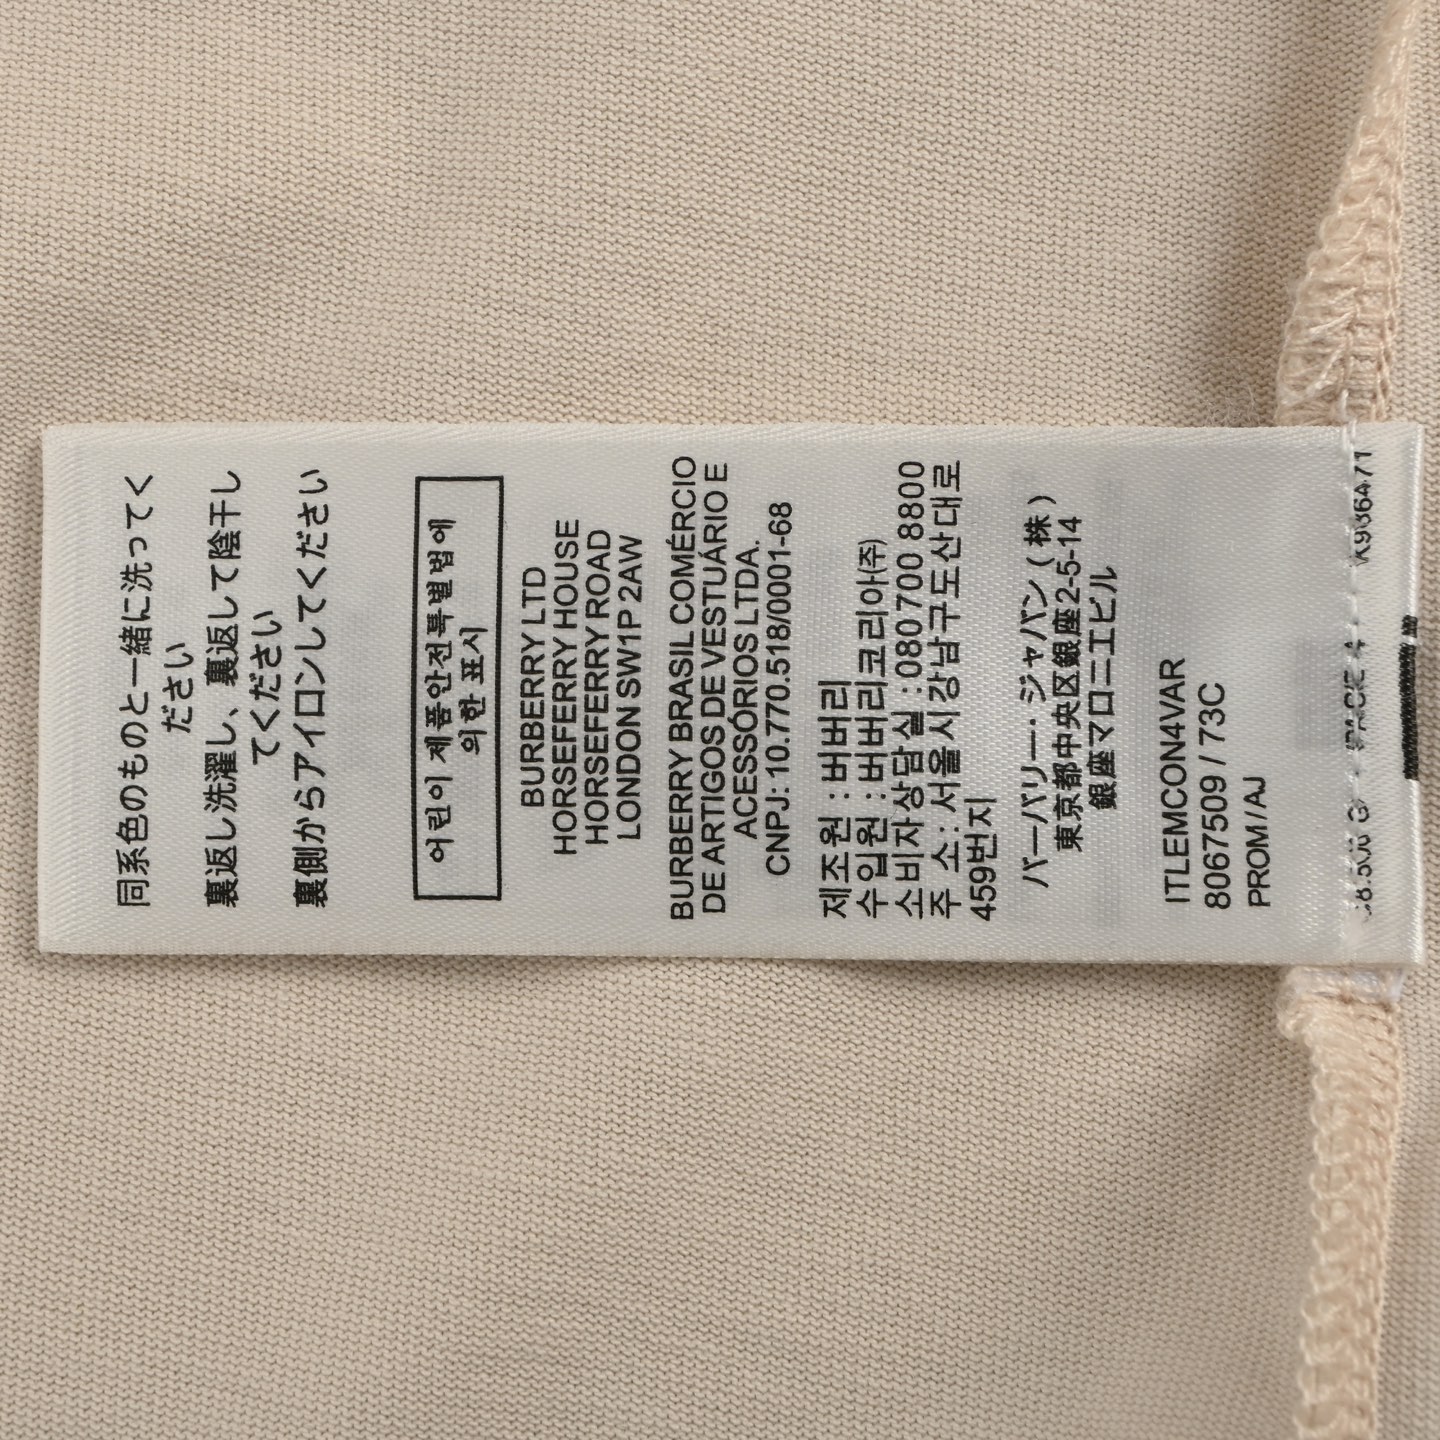 同系色のものと一緒に洗ってく
ださい
裏返し洗濯し、裏返して陰干し
てください
裏側からアイロンしてください
어린이 제품안전특별법에
의한 표시
BURBERRY LTD
HORSEFERRY HOUSE
HORSEFERRY ROAD
LONDON SW1P 2AW
BURBERRY BRASIL COMÉRCIO
DE ARTIGOS DE VESTUÁRIO E
ACESSÓRIOS LTDA.
CNPJ: 10.770.518/0001-68
제조원 : 버버리
수입원 : 버버리코리아(주)
소비자상담실 : 080 700 8800
주 소 : 서울시강남구도산대로
459번지
バーバリー・ジャパン(株)
東京都中央区銀座2-5-14
銀座マロニエビル
ITLEMCON4VAR
8067509 / 73C
PROM / AJ